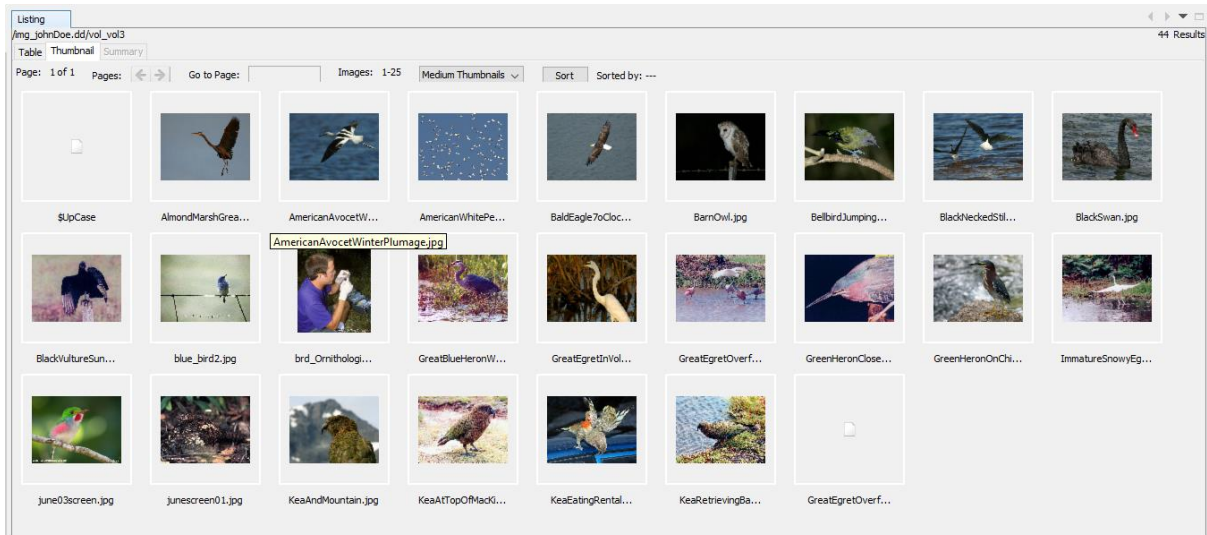 Listing
/img_johnDoe.dd/vol_vol3
44 Results
Table Thumbnail Summary
Page: 1 of 1 Pages: Go to Page: Images: 1-25 Medium Thumbnails Sort Sorted by: ---
$UpCase AlmondMarshGrea... AmericanAvocetW... AmericanWhitePe... BaldEagle7oCloc... BarnOwl.jpg BellbirdJumping... BlackNeckedStil... BlackSwan.jpg
AmericanAvocetWinterPlumage.jpg
BlackVultureSun... blue_bird2.jpg brd_Ornithologi... GreatBlueHeronW... GreatEgretInVol... GreatEgretOverf... GreenHeronClose... GreenHeronOnChi... ImmatureSnowyEg...
june03screen.jpg junescreen01.jpg KeaAndMountain.jpg KeaAtTopOfMacKi... KeaEatingRental... KeaRetrievingBa... GreatEgretOverf...